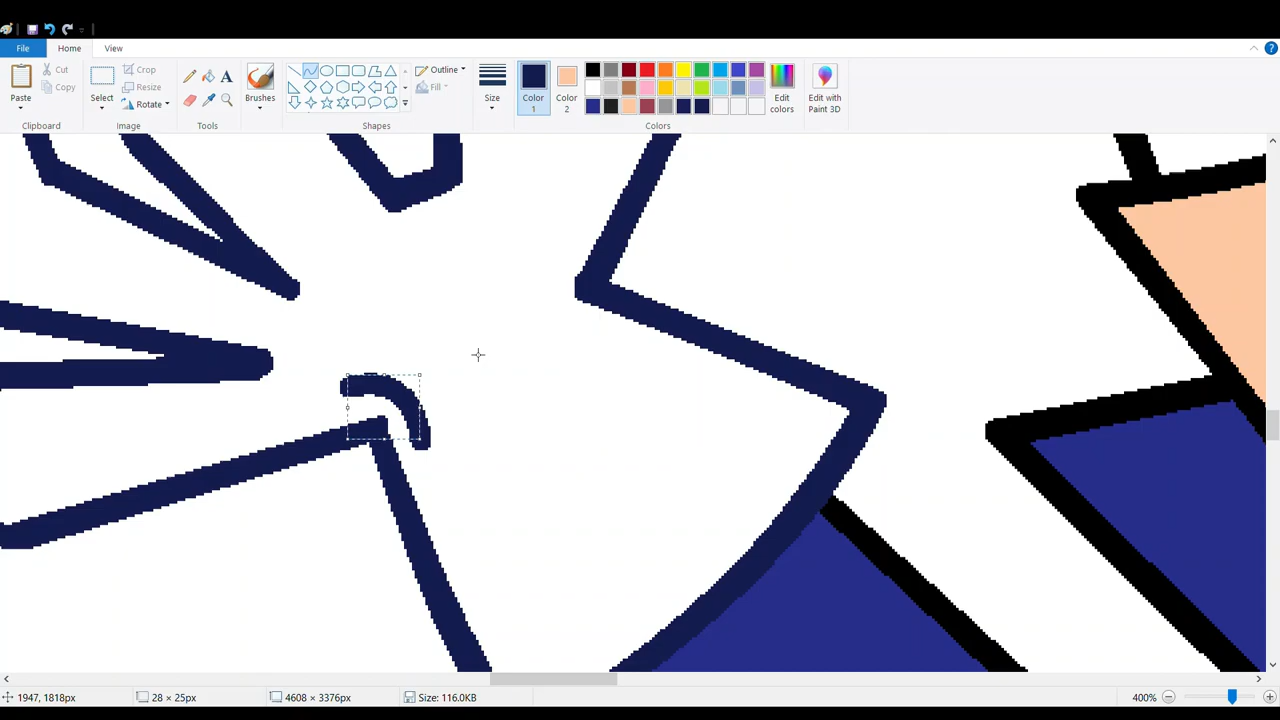 File Home View
Paste Cut Copy
Select Crop Resize Rotate
A
Brushes
Outline
Fill
Size
Color 1
Color 2
Edit colors
Edit with Paint 3D
Clipboard Image Tools Shapes Colors
1947, 1818px 28 × 25px 4608 × 3376px Size: 116.0KB 400%